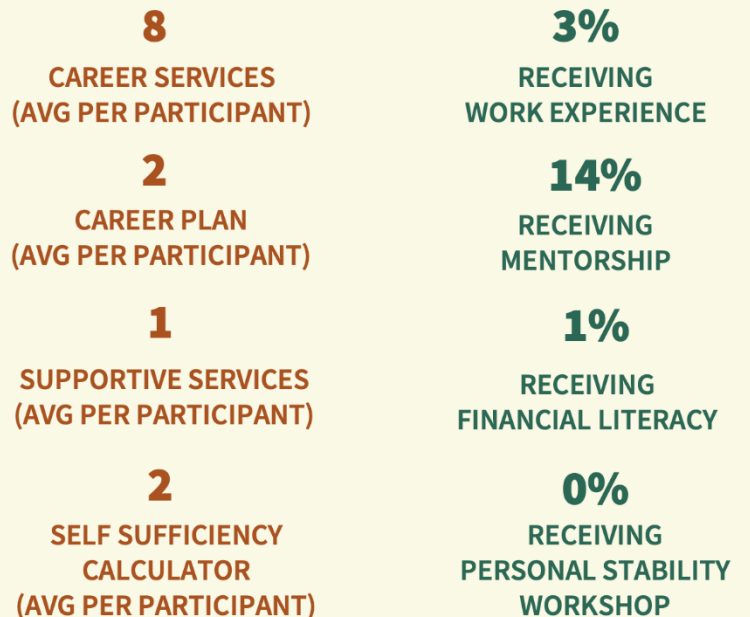 8
CAREER SERVICES
(AVG PER PARTICIPANT)
2
CAREER PLAN
(AVG PER PARTICIPANT)
1
SUPPORTIVE SERVICES
(AVG PER PARTICIPANT)
2
SELF SUFFICIENCY
CALCULATOR
(AVG PER PARTICIPANT)
3%
RECEIVING
WORK EXPERIENCE
14%
RECEIVING
MENTORSHIP
1%
RECEIVING
FINANCIAL LITERACY
0%
RECEIVING
PERSONAL STABILITY
WORKSHOP